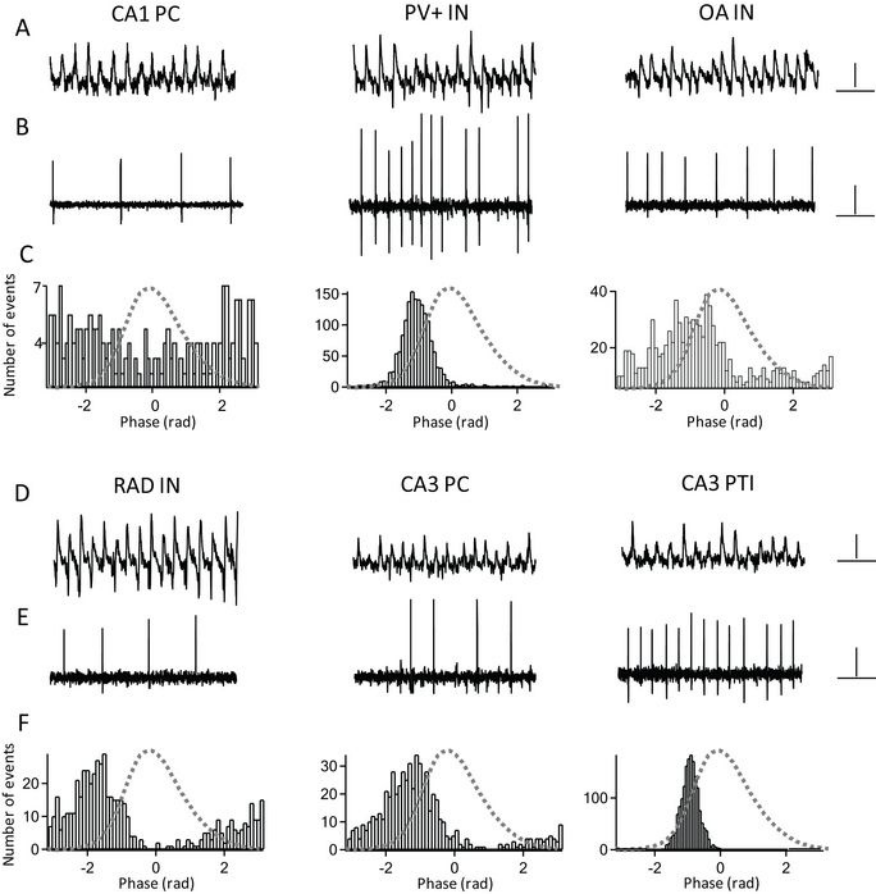 CA1 PC PV+ IN OA IN
A
B
C
Number of events
7
4
-2 0 2
Phase (rad)
150
100
50
0
-2 0 2
Phase (rad)
40
20
-2 0 2
Phase (rad)
RAD IN CA3 PC CA3 PTI
D
E
F
Number of events
20
10
0
-2 0 2
Phase (rad)
30
20
10
0
-2 0 2
Phase (rad)
100
0
-2 0 2
Phase (rad)